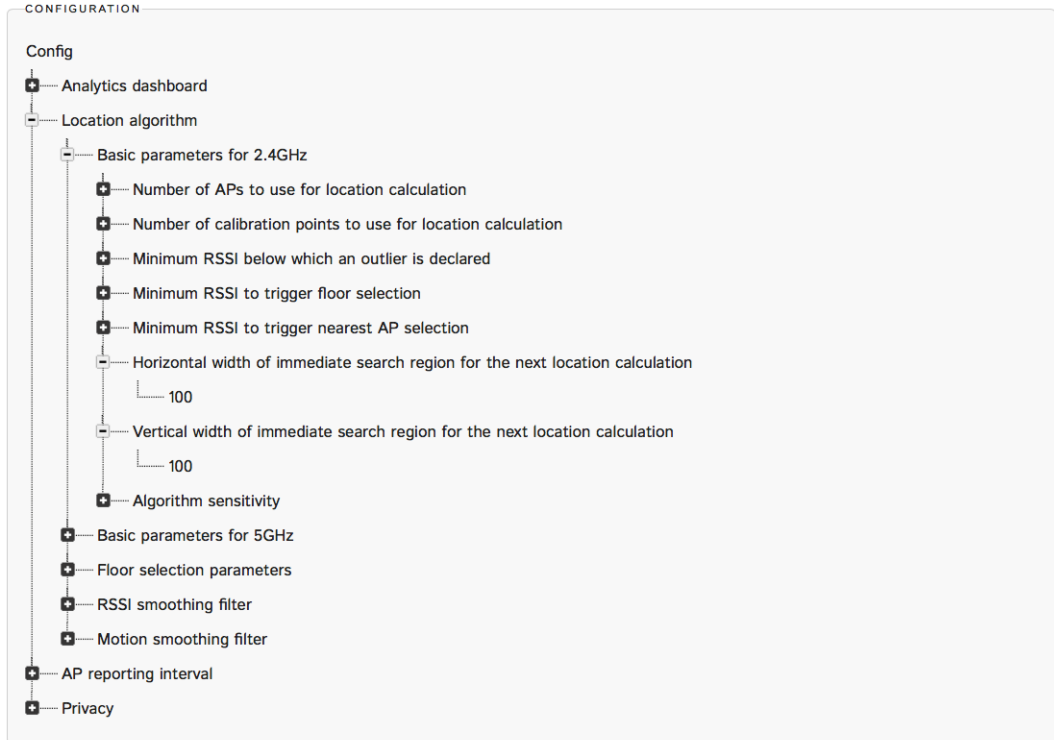 CONFIGURATION
Config
Analytics dashboard
Location algorithm
Basic parameters for 2.4GHz
Number of APs to use for location calculation
Number of calibration points to use for location calculation
Minimum RSSI below which an outlier is declared
Minimum RSSI to trigger floor selection
Minimum RSSI to trigger nearest AP selection
Horizontal width of immediate search region for the next location calculation
100
Vertical width of immediate search region for the next location calculation
100
Algorithm sensitivity
Basic parameters for 5GHz
Floor selection parameters
RSSI smoothing filter
Motion smoothing filter
AP reporting interval
Privacy